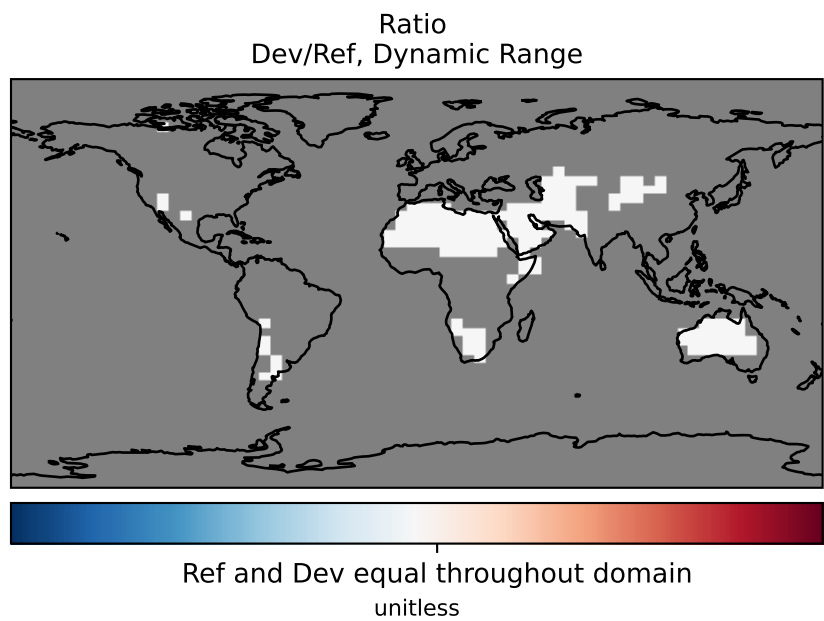 Ratio
Dev/Ref, Dynamic Range
Ref and Dev equal throughout domain
unitless